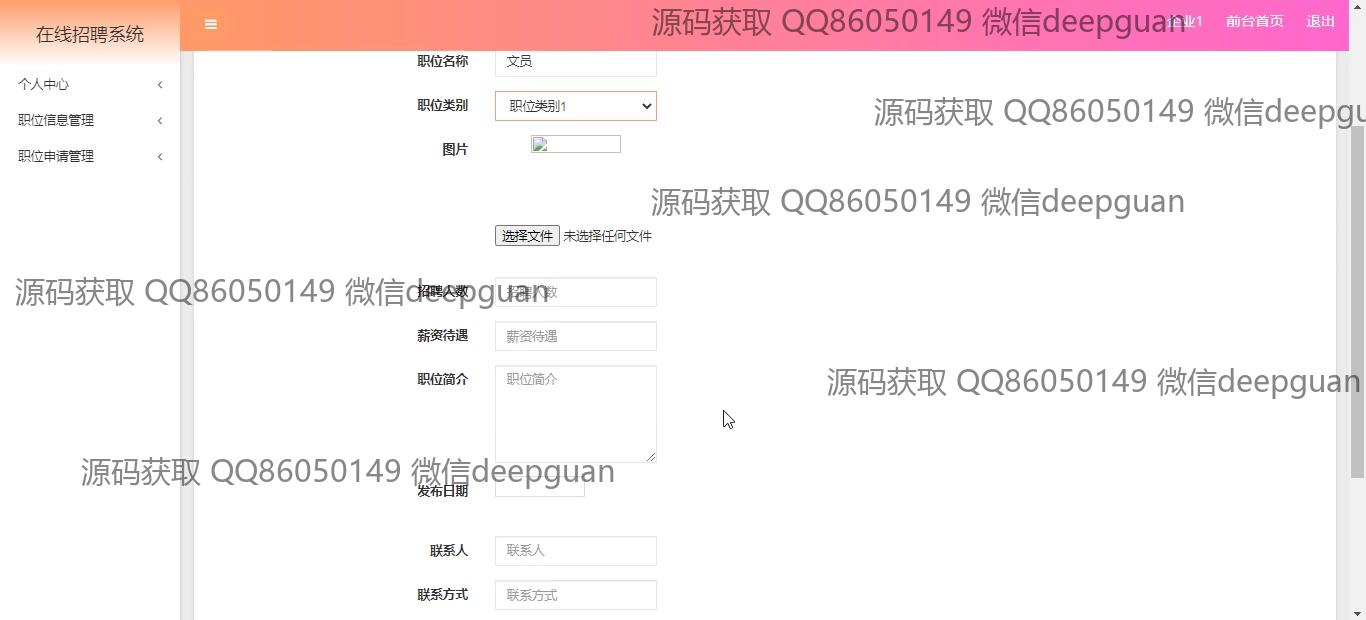 在线招聘系统
源码获取 QQ86050149 微信deepguan
企业1 前台首页 退出
个人中心
职位信息管理
职位申请管理
职位名称 文员
职位类别 职位类别1
源码获取 QQ86050149 微信deepgu
图片
源码获取 QQ86050149 微信deepguan
选择文件 未选择任何文件
源码获取 QQ86050149 微信deepguan
招聘人数 招聘人数
薪资待遇 薪资待遇
职位简介 职位简介
源码获取 QQ86050149 微信deepguan
源码获取 QQ86050149 微信deepguan
发布日期
联系人 联系人
联系方式 联系方式